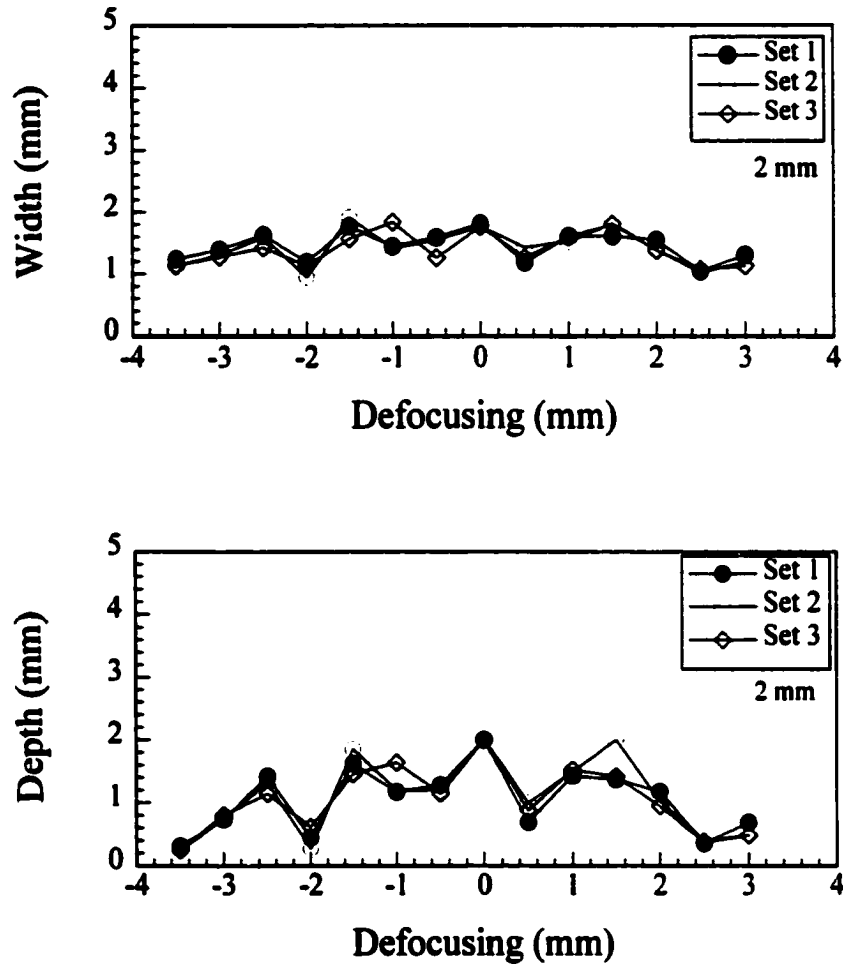 5
4
3
2
1
0
Width (mm)
Set 1
Set 2
Set 3
2 mm
-4 -3 -2 -1 0 1 2 3 4
Defocusing (mm)
5
4
3
2
1
0
Depth (mm)
Set 1
Set 2
Set 3
2 mm
-4 -3 -2 -1 0 1 2 3 4
Defocusing (mm)